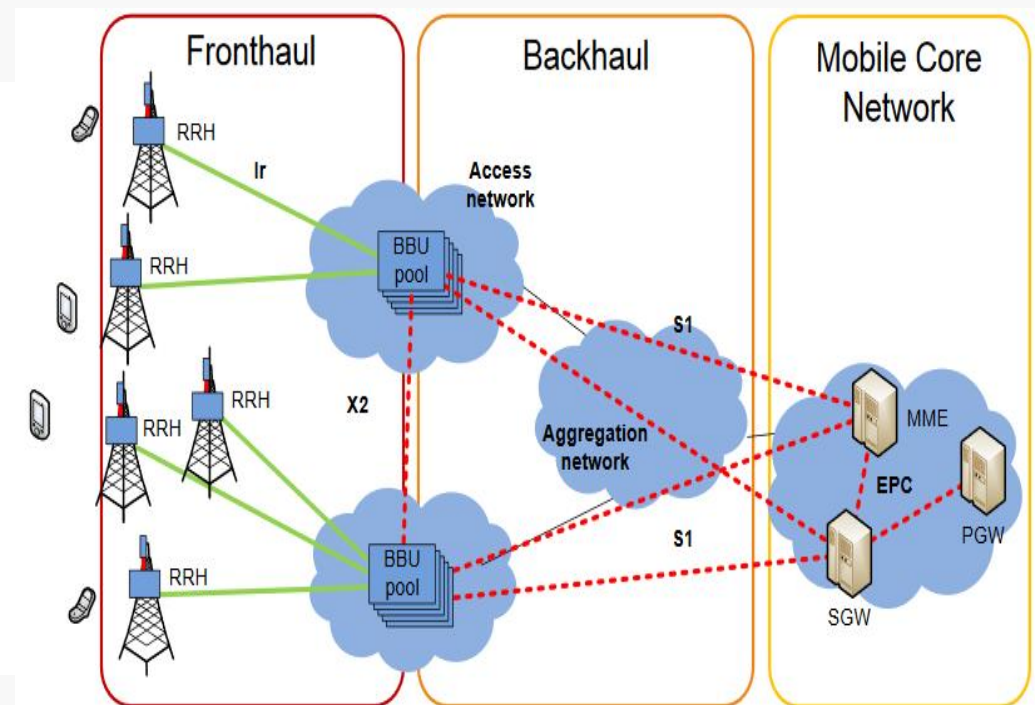 Fronthaul
Backhaul
Mobile Core
Network
RRH
Ir
Access
network
RRH
BBU
pool
S1
RRH
RRH
X2
Aggregation
network
MME
EPC
PGW
S1
BBU
pool
RRH
SGW